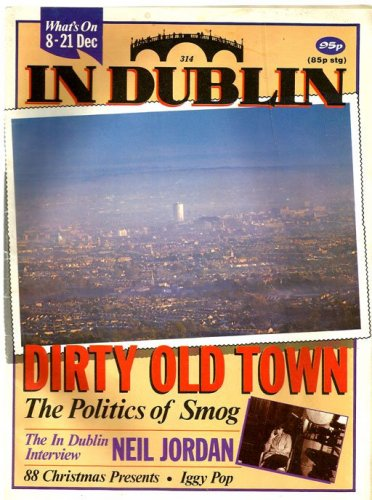 What's On
8-21 Dec
314
95p
(85p stg)
IN DUBLIN
DIRTY OLD TOWN
The Politics of Smog
The In Dublin
Interview
NEIL JORDAN
88 Christmas Presents • Iggy Pop